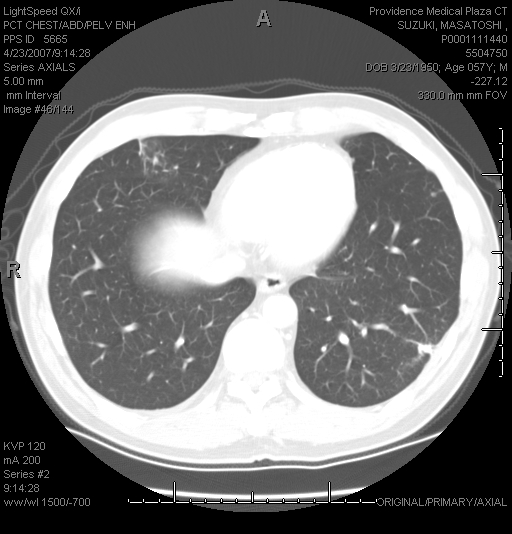 LightSpeed QX/i
PCT CHEST/ABD/PELV ENH
PPS ID 5665
4/23/2007/9:14:28
Series AXIALS
5.00 mm
mm Interval
Image #46/144
A
Providence Medical Plaza CT
SUZUKI, MASATOSHI ,
P0001111440
5504750
DOB 3/23/1950; Age 057Y; M
-227.12
330.0 mm FOV
R
KVP 120
mA 200
Series #2
9:14:28
ww/wl 1500/-700
ORIGINAL/PRIMARY/AXIAL